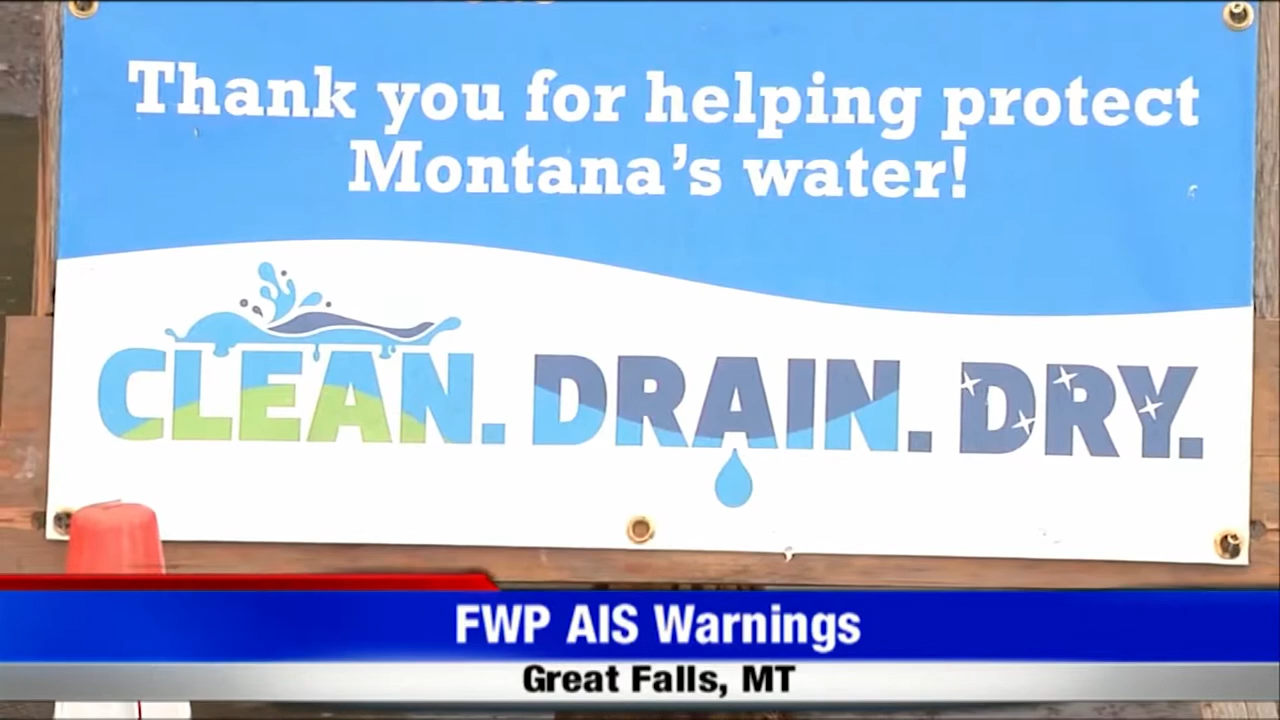 Thank you for helping protect
Montana's water!
CLEAN. DRAIN. DRY.
FWP AIS Warnings
Great Falls, MT